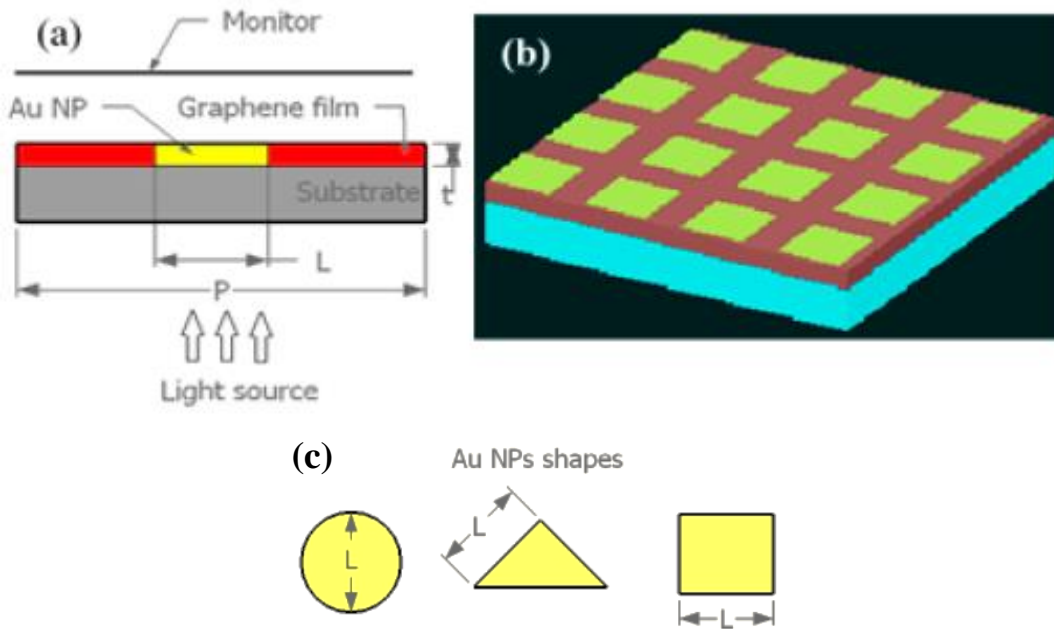 (a)
Monitor
Au NP
Graphene film
Substrate
t
L
P
Light source
(b)
(c)
Au NPs shapes
L
L
L